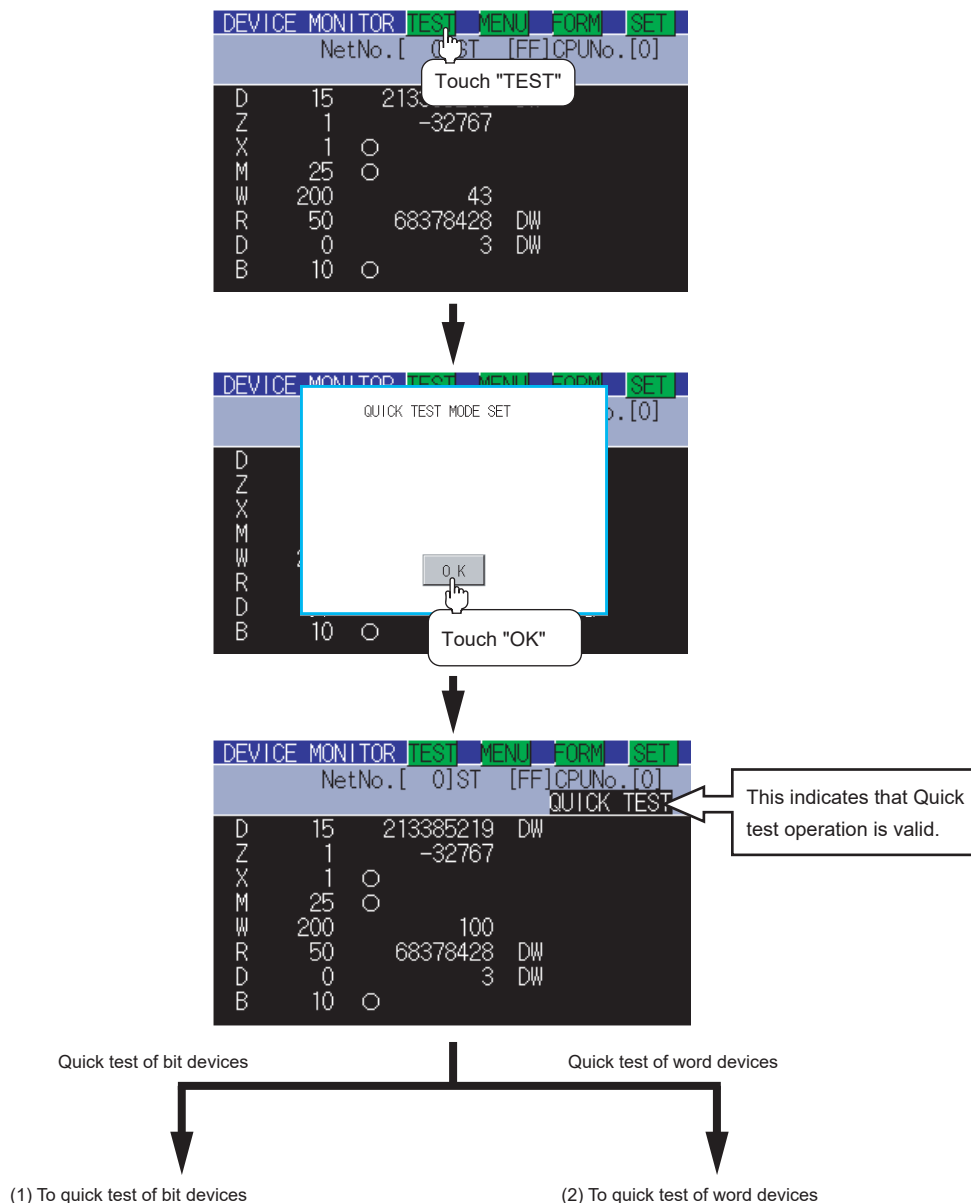 DEVICE MONITOR TEST MENU FORM SET
NetNo.[ 0]ST [FF]CPUNo.[0]
Touch "TEST"
D 15 2133
Z 1 -32767
X 1 ○
M 25 ○
W 200 43
R 50 68378428 DW
D 0 3 DW
B 10 ○
DEVICE MONITOR TEST MENU FORM SET
.[0]
QUICK TEST MODE SET
D
Z
X
M
W
R
D
B 10 ○
OK
Touch "OK"
DEVICE MONITOR TEST MENU FORM SET
NetNo.[ 0]ST [FF]CPUNo.[0]
QUICK TEST
This indicates that Quick
test operation is valid.
D 15 213385219 DW
Z 1 -32767
X 1 ○
M 25 ○
W 200 100
R 50 68378428 DW
D 0 3 DW
B 10 ○
Quick test of bit devices
Quick test of word devices
(1) To quick test of bit devices
(2) To quick test of word devices